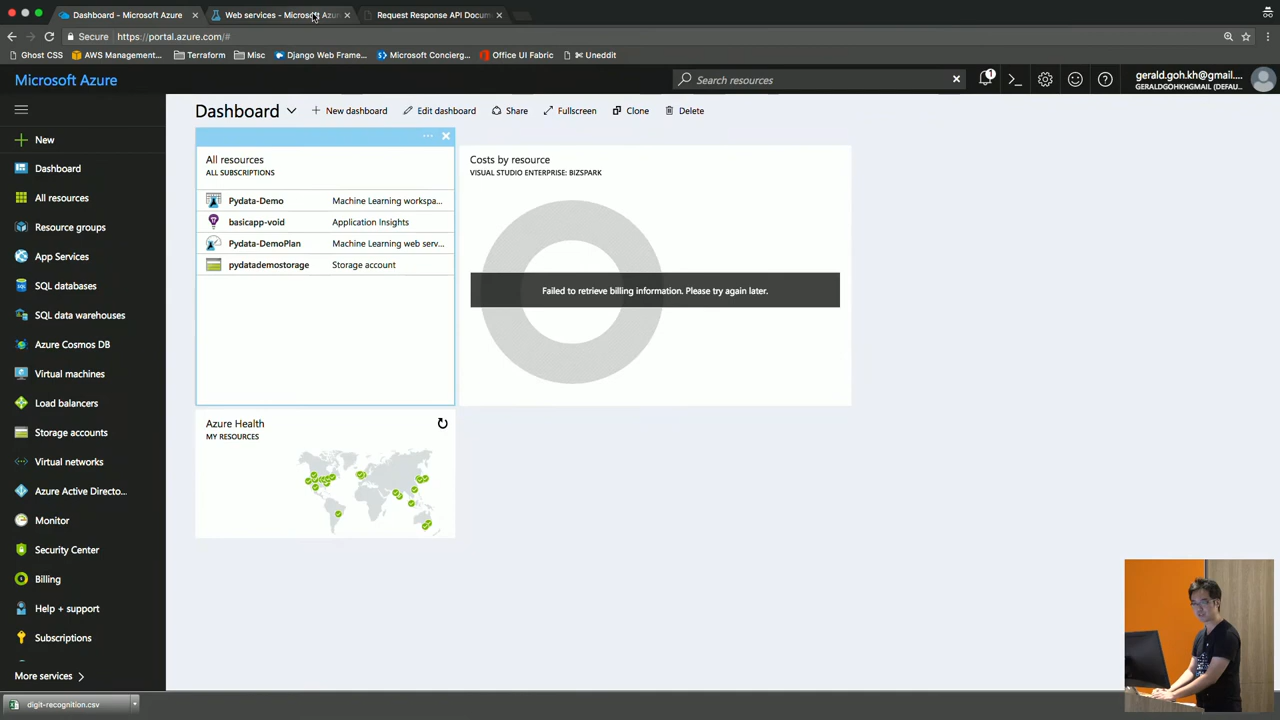 Dashboard - Microsoft Azure
Web services - Microsoft Azu
Request Response API Docum
Secure
https://portal.azure.com/#
Ghost CSS
AWS Management...
Terraform
Misc
Django Web Frame...
Microsoft Concierg...
Office UI Fabric
Uneddit
Microsoft Azure
Search resources
1
gerald.goh.kh@gmail....
GERALDGOHKHGMAIL (DEFAU...
New
Dashboard
All resources
Resource groups
App Services
SQL databases
SQL data warehouses
Azure Cosmos DB
Virtual machines
Load balancers
Storage accounts
Virtual networks
Azure Active Directo...
Monitor
Security Center
Billing
Help + support
Subscriptions
More services
Dashboard
New dashboard
Edit dashboard
Share
Fullscreen
Clone
Delete
All resources
ALL SUBSCRIPTIONS
Pydata-Demo Machine Learning workspa...
basicapp-void Application Insights
Pydata-DemoPlan Machine Learning web serv...
pydatademostorage Storage account
Costs by resource
VISUAL STUDIO ENTERPRISE: BIZSPARK
Failed to retrieve billing information. Please try again later.
Azure Health
MY RESOURCES
digit-recognition.csv